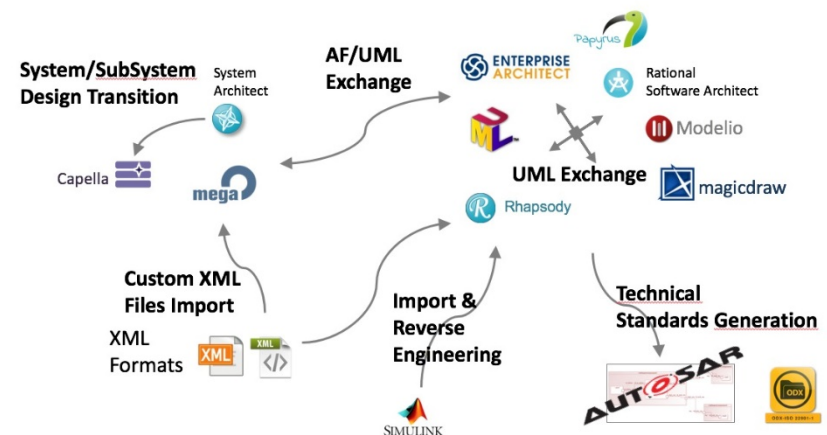 System/SubSystem
Design Transition
System
Architect
Capella
mega
AF/UML
Exchange
ENTERPRISE
ARCHITECT
Papyrus
Rational
Software Architect
UML
Modelio
UML Exchange
magicdraw
R
Rhapsody
Custom XML
Files Import
XML
Formats
XML
XML
</>
Import &
Reverse
Engineering
SIMULINK
Technical
Standards Generation
AUTOSAR
ODX